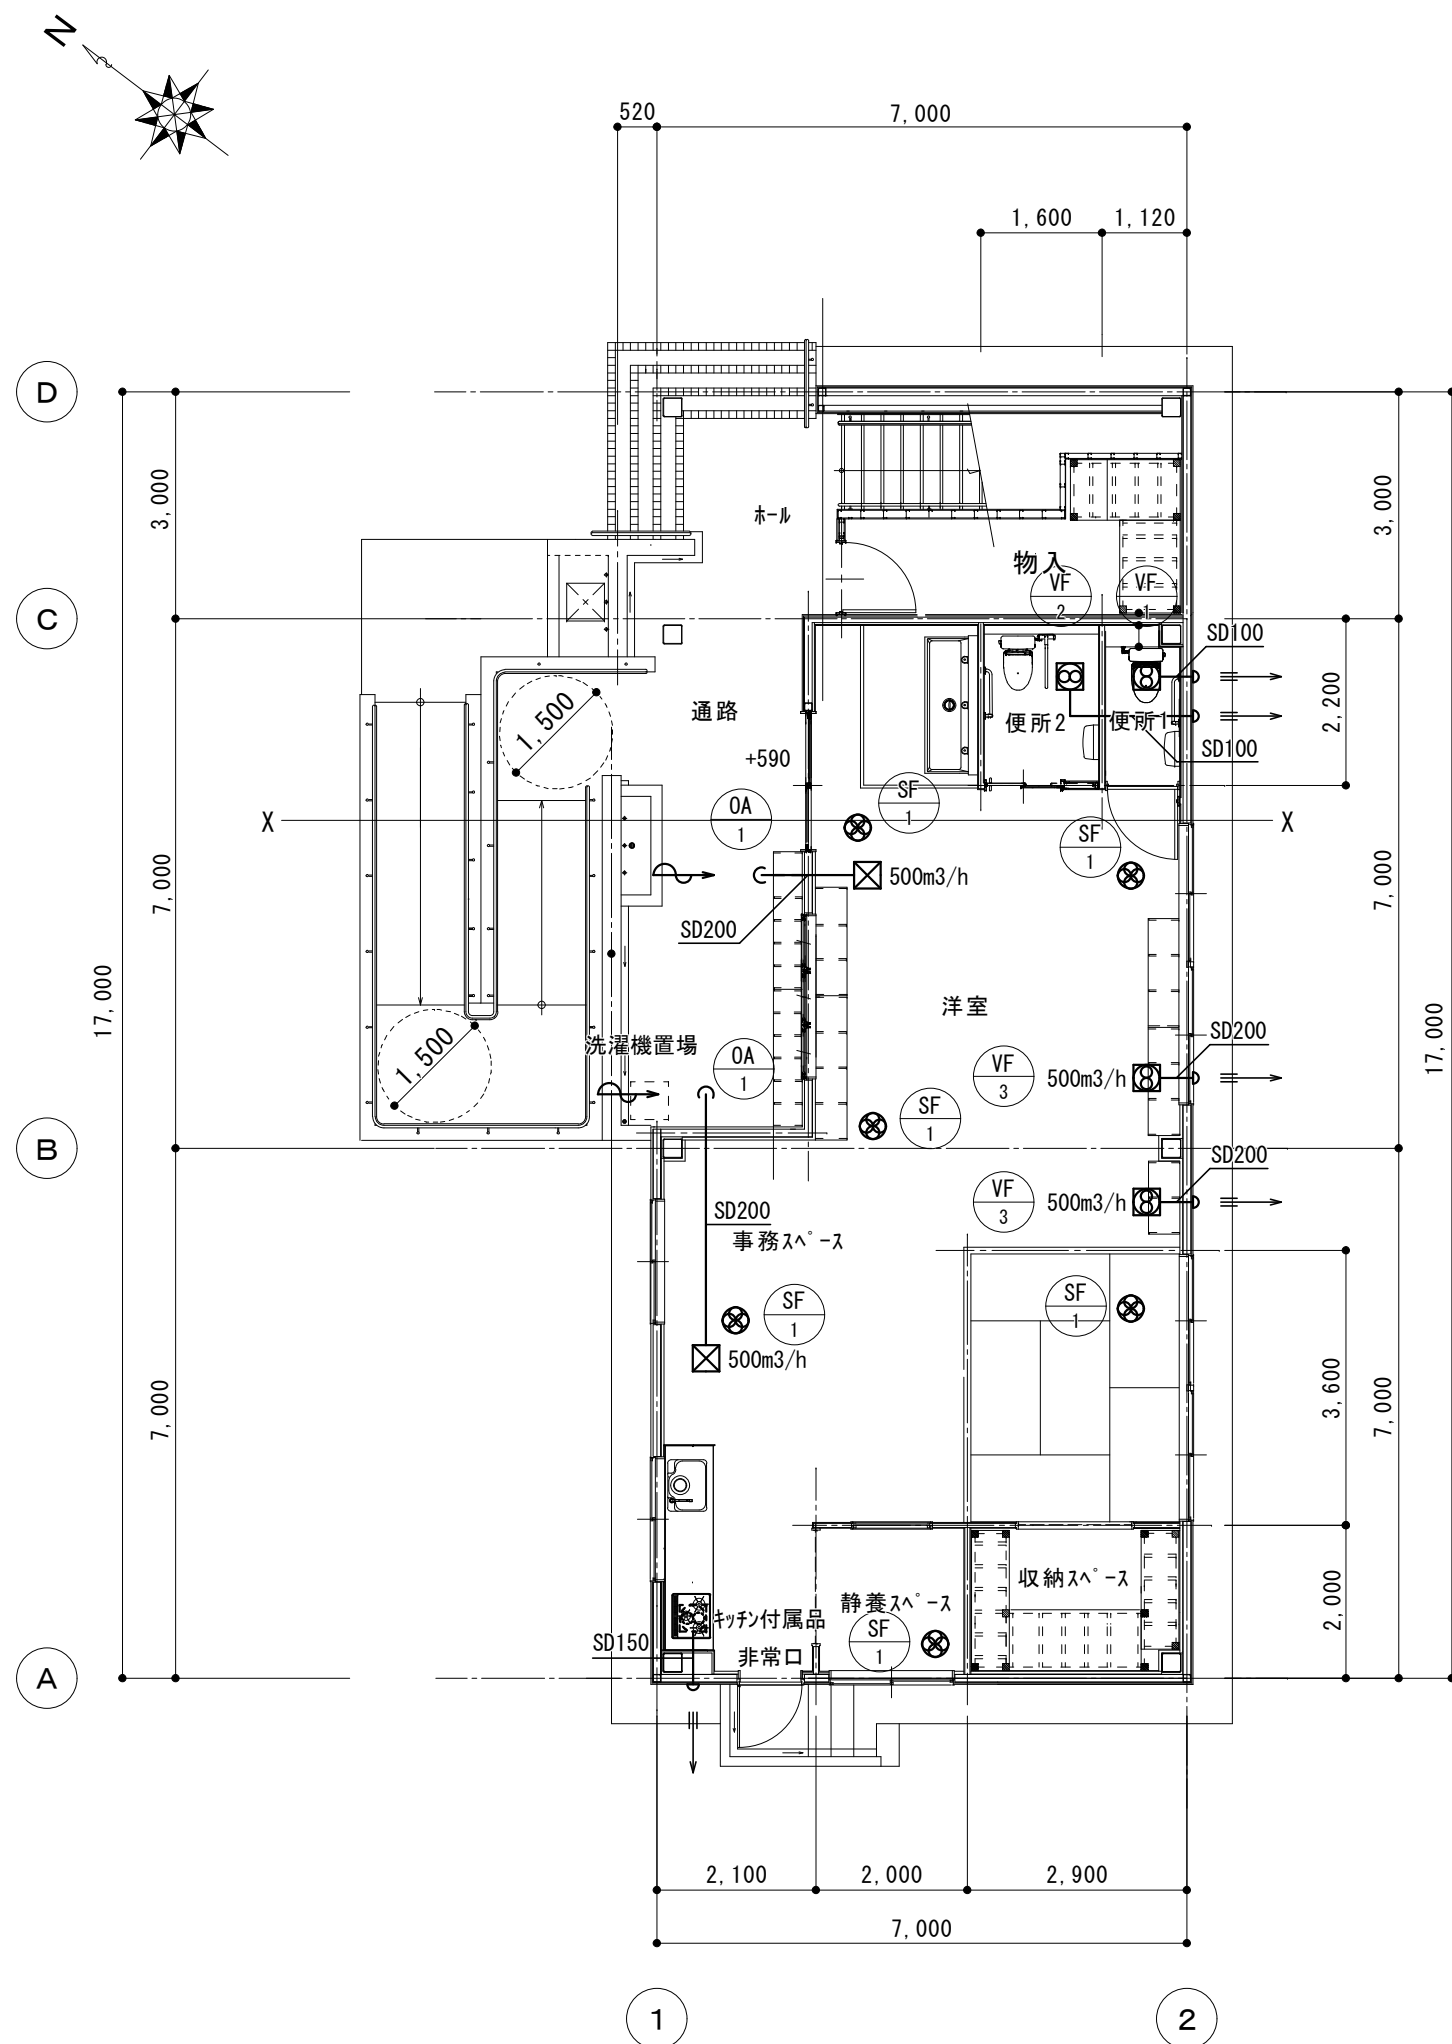 N
520
7,000
1,600
1,120
D
3,000
3,000
ホール
物入
VF
2
VF
1
C
SD100
2,200
1,500
通路
便所2
便所1
SD100
+590
SF
1
OA
1
X
X
SF
1
7,000
7,000
500m3/h
SD200
17,000
17,000
洋室
1,500
洗濯機置場
OA
1
VF
3
500m3/h
SD200
SF
1
B
SD200
VF
3
500m3/h
SD200
事務スペース
SF
1
SF
1
500m3/h
3,600
7,000
7,000
収納スペース
静養スペース
2,000
キッチン付属品
SF
1
SD150
非常口
A
2,100
2,000
2,900
7,000
1
2